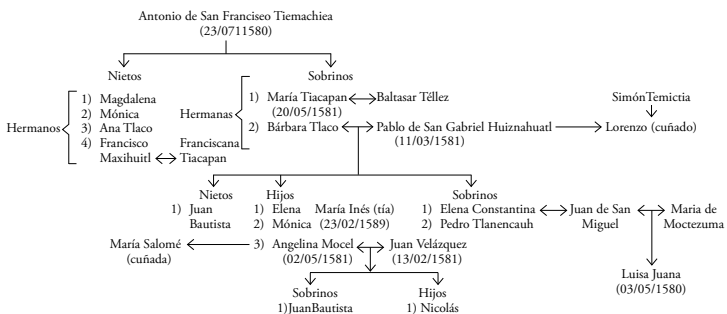 Antonio de San Franciseo Tiemachiea
(23/0711580)
Nietos
Sobrinos
Hermanos
1) Magdalena
2) Mónica
3) Ana Tlaco
4) Francisco
Maxihuitl
Franciscana
Tiacapan
Hermanas
1) María Tiacapan
(20/05/1581)
Baltasar Téllez
2) Bárbara Tlaco
Pablo de San Gabriel Huiznahuatl
(11/03/1581)
SimónTemictia
Lorenzo (cuñado)
Nietos
1) Juan
Bautista
Hijos
1) Elena
2) Mónica
María Inés (tía)
(23/02/1589)
Sobrinos
1) Elena Constantina
2) Pedro Tlanencauh
Juan de San
Miguel
Maria de
Moctezuma
María Salomé
(cuñada)
3) Angelina Mocel
(02/05/1581)
Juan Velázquez
(13/02/1581)
Luisa Juana
(03/05/1580)
Sobrinos
1)JuanBautista
Hijos
1) Nicolás